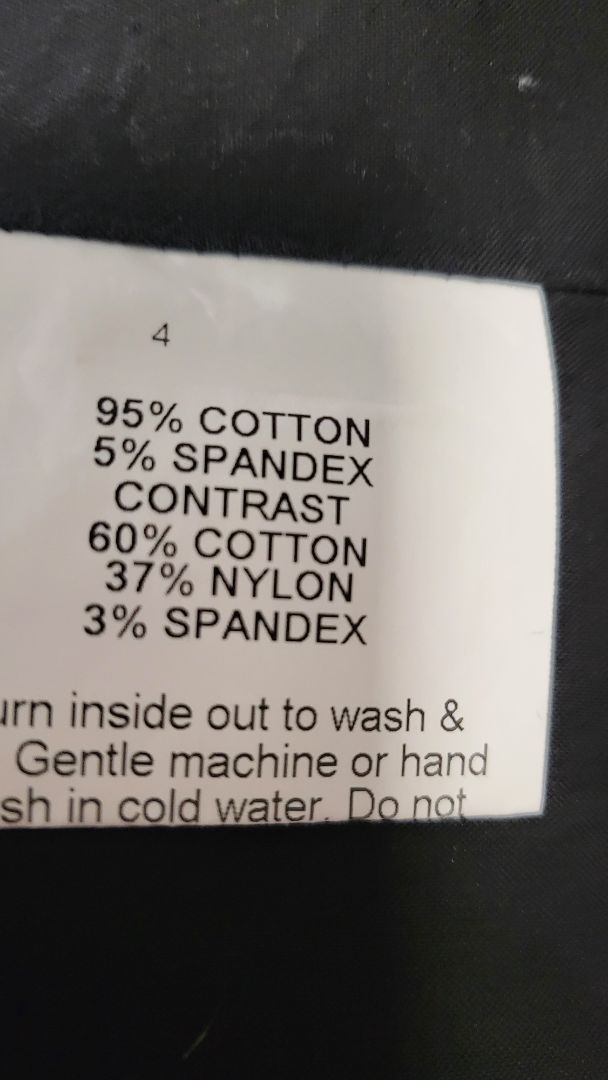 4
95% COTTON
5% SPANDEX
CONTRAST
60% COTTON
37% NYLON
3% SPANDEX
inside out to wash &
Gentle machine or hand
in cold water. Do not